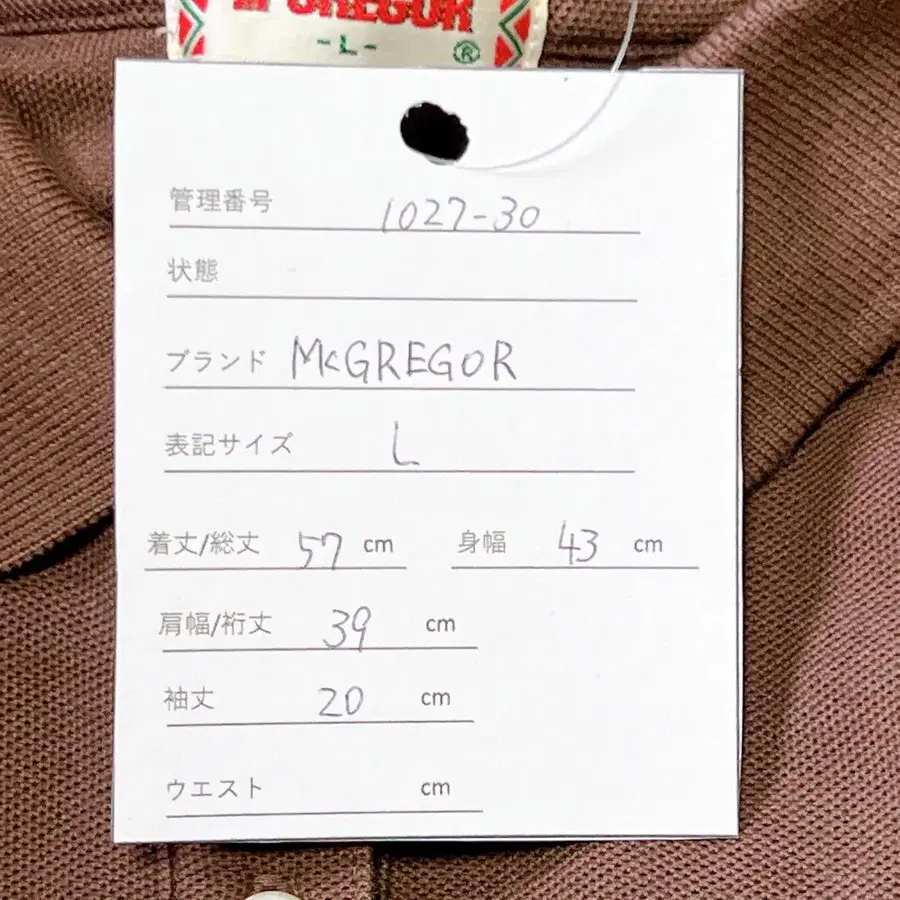 McGREGOR
-L-
®
管理番号 1027-30
状態
ブランド McGREGOR
表記サイズ L
着丈/総丈 57 cm 身幅 43 cm
肩幅/裄丈 39 cm
袖丈 20 cm
ウエスト cm